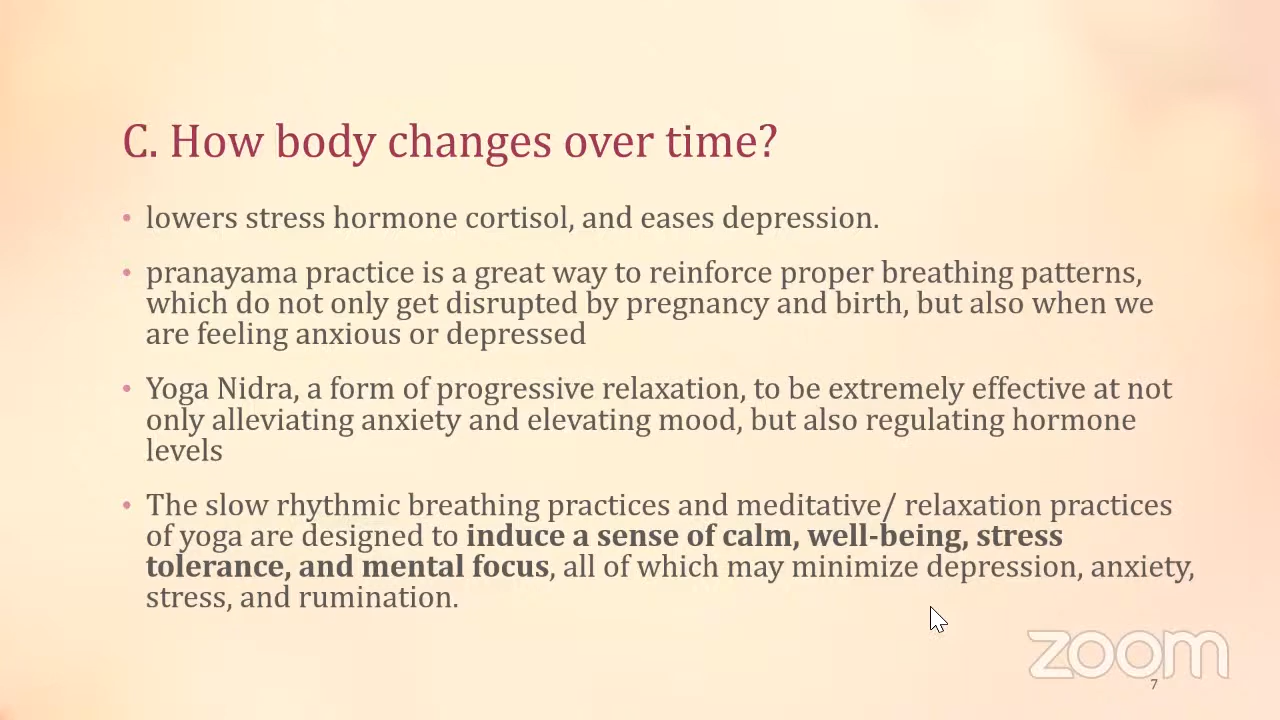 C. How body changes over time?
• lowers stress hormone cortisol, and eases depression.
• pranayama practice is a great way to reinforce proper breathing patterns,
which do not only get disrupted by pregnancy and birth, but also when we
are feeling anxious or depressed
• Yoga Nidra, a form of progressive relaxation, to be extremely effective at not
only alleviating anxiety and elevating mood, but also regulating hormone
levels
• The slow rhythmic breathing practices and meditative/ relaxation practices
of yoga are designed to induce a sense of calm, well-being, stress
tolerance, and mental focus, all of which may minimize depression, anxiety,
stress, and rumination.
zoom
7